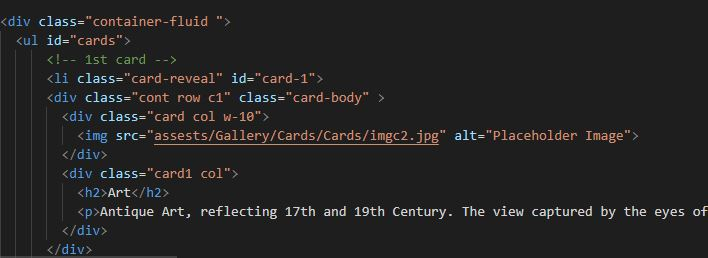 <div class="container-fluid ">
<ul id="cards">
<!-- 1st card -->
<li class="card-reveal" id="card-1">
<div class="cont row c1" class="card-body" >
<div class="card col w-10">
<img src="assests/Gallery/Cards/Cards/imgc2.jpg" alt="Placeholder Image">
</div>
<div class="card1 col">
<h2>Art</h2>
<p>Antique Art, reflecting 17th and 19th Century. The view captured by the eyes of
</div>
</div>